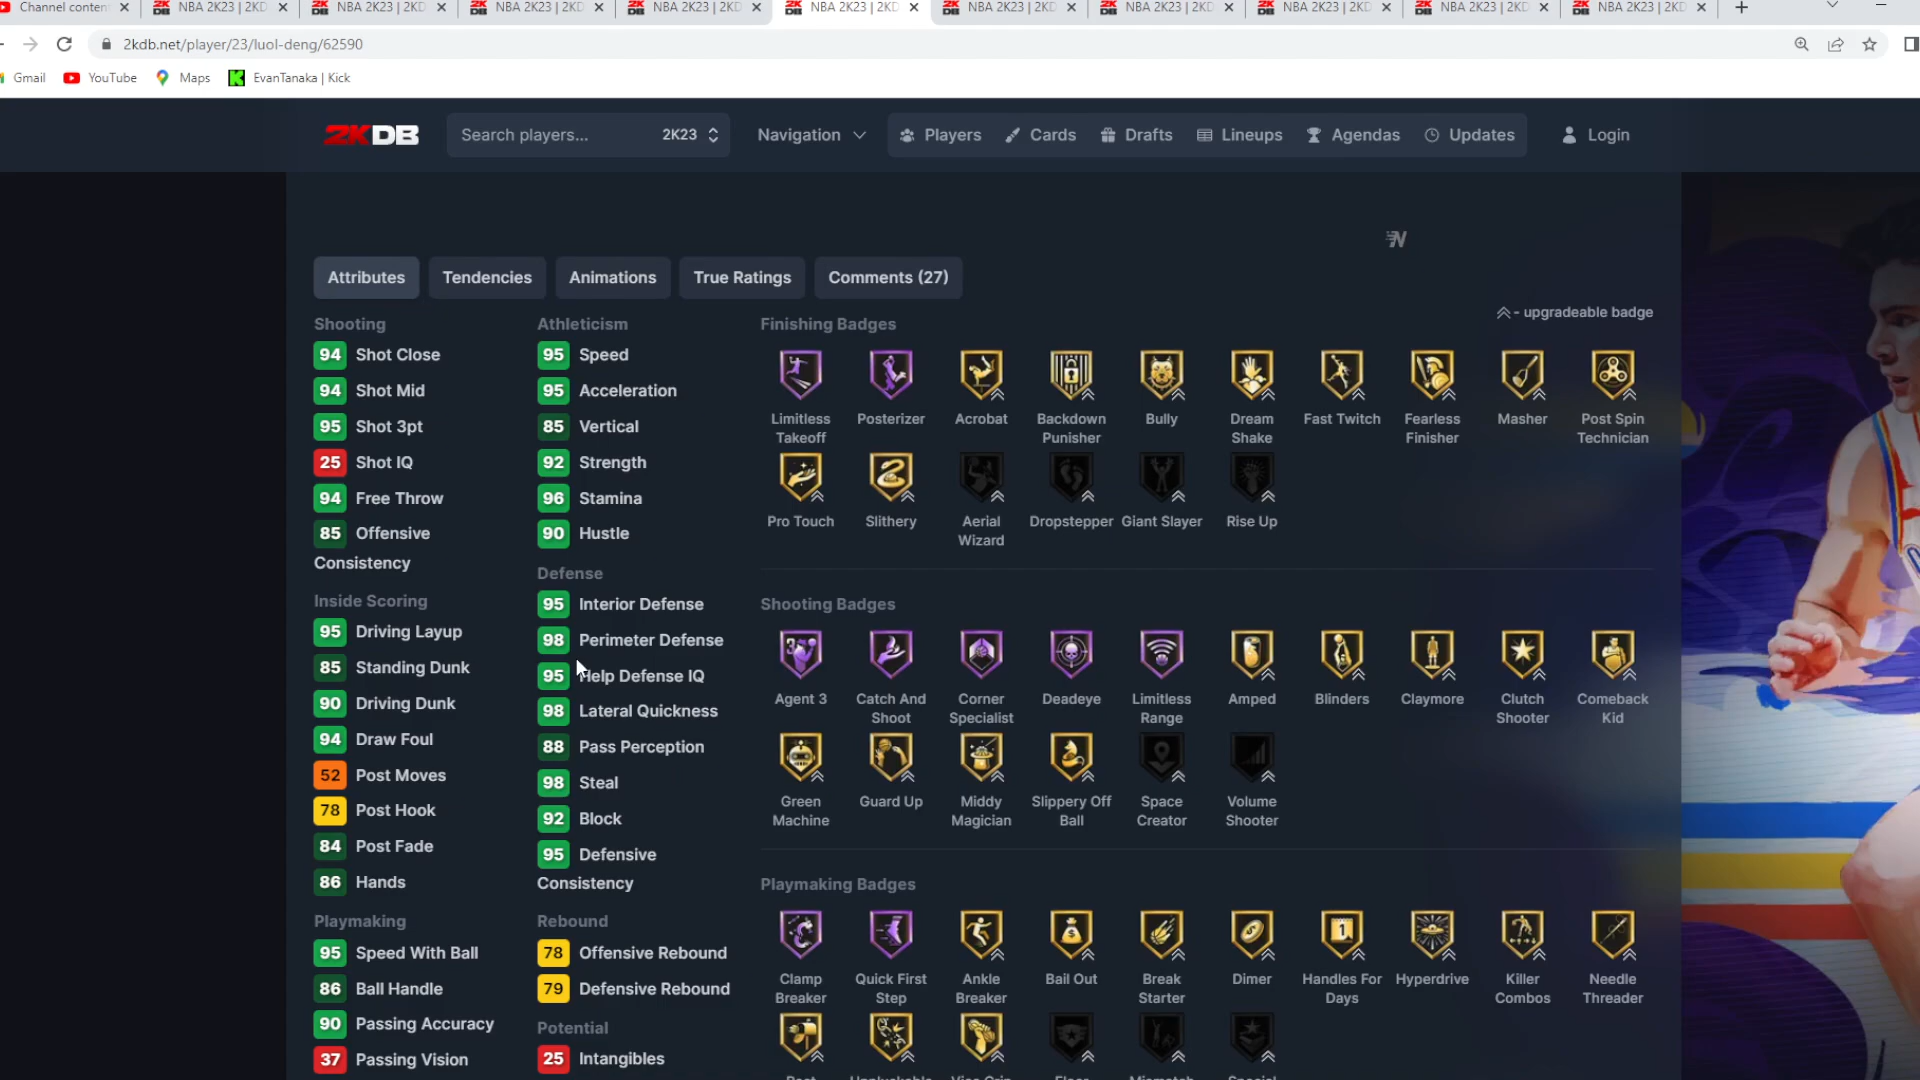 Channel conten
NBA 2K23 | 2KD
NBA 2K23 | 2KD
NBA 2K23 | 2KD
NBA 2K23 | 2KD
NBA 2K23 | 2KD
NBA 2K23 | 2KD
NBA 2K23 | 2KD
NBA 2K23 | 2KD
NBA 2K23 | 2KD
NBA 2K23 | 2KD
2kdb.net/player/23/luol-deng/62590
Gmail YouTube Maps EvanTanaka | Kick
2KDB Search players... 2K23 Navigation Players Cards Drafts Lineups Agendas Updates Login
Attributes Tendencies Animations True Ratings Comments (27)
- upgradeable badge
Shooting
94 Shot Close
94 Shot Mid
95 Shot 3pt
25 Shot IQ
94 Free Throw
85 Offensive
Consistency
Inside Scoring
95 Driving Layup
85 Standing Dunk
90 Driving Dunk
94 Draw Foul
52 Post Moves
78 Post Hook
84 Post Fade
86 Hands
Playmaking
95 Speed With Ball
86 Ball Handle
90 Passing Accuracy
37 Passing Vision
Athleticism
95 Speed
95 Acceleration
85 Vertical
92 Strength
96 Stamina
90 Hustle
Defense
95 Interior Defense
98 Perimeter Defense
95 Help Defense IQ
98 Lateral Quickness
88 Pass Perception
98 Steal
92 Block
95 Defensive
Consistency
Rebound
78 Offensive Rebound
79 Defensive Rebound
Potential
25 Intangibles
Finishing Badges
Limitless Takeoff
Posterizer
Acrobat
Backdown Punisher
Bully
Dream Shake
Fast Twitch
Fearless Finisher
Masher
Post Spin Technician
Pro Touch
Slithery
Aerial Wizard
Dropstepper
Giant Slayer
Rise Up
Shooting Badges
Agent 3
Catch And Shoot
Corner Specialist
Deadeye
Limitless Range
Amped
Blinders
Claymore
Clutch Shooter
Comeback Kid
Green Machine
Guard Up
Middy Magician
Slippery Off Ball
Space Creator
Volume Shooter
Playmaking Badges
Clamp Breaker
Quick First Step
Ankle Breaker
Bail Out
Break Starter
Dimer
Handles For Days
Hyperdrive
Killer Combos
Needle Threader